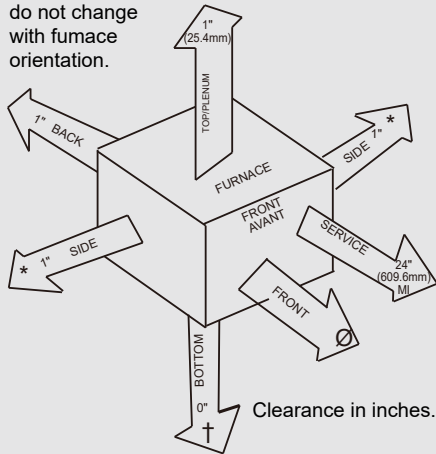 do not change
with fumace
orientation.
1"
(25.4mm)
TOP/PLENUM
1" BACK
SIDE 1" *
FURNACE
FRONT
AVANT
* 1" SIDE
SERVICE
24"
(609.6mm)
MI
FRONT
Ø
BOTTOM
0"
†
Clearance in inches.